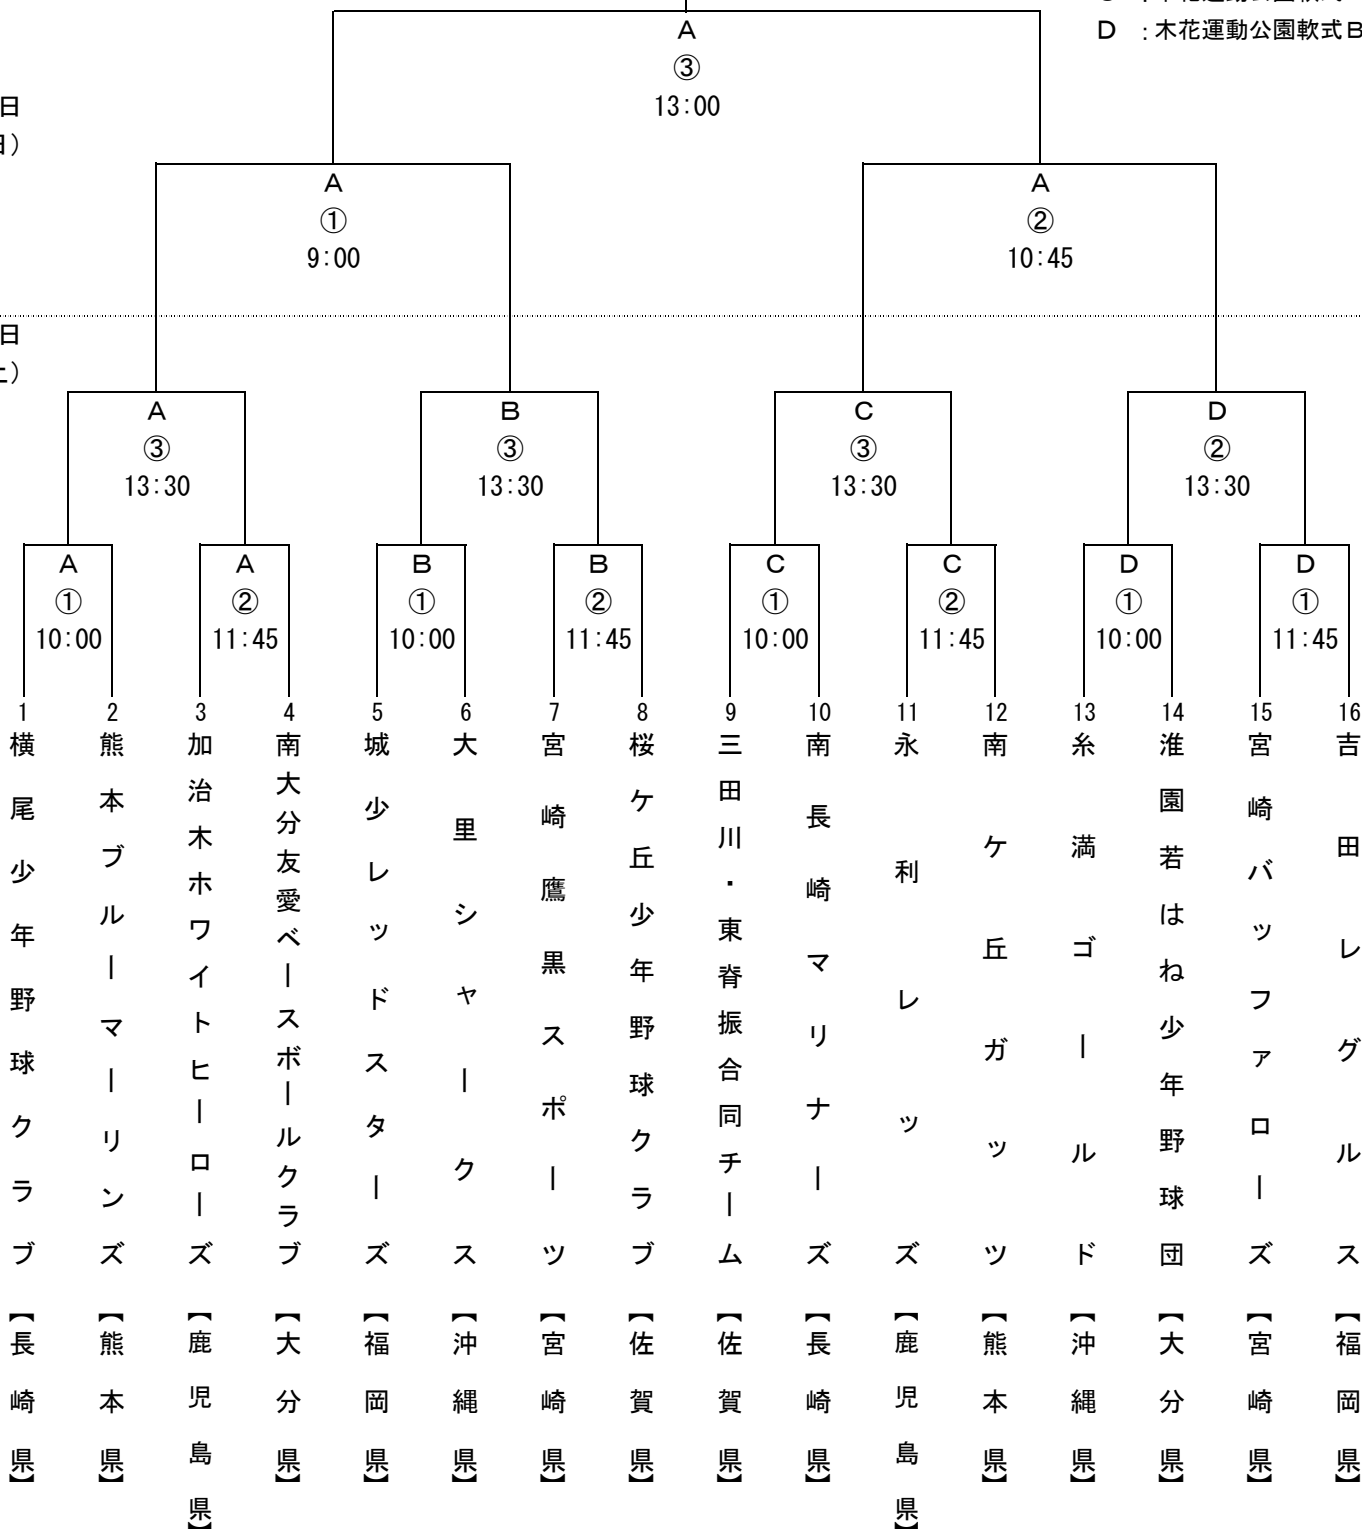 D ：木花運動公園軟式B
A
③
13:00
日
日）
A
①
9:00
A
②
10:45
日
土）
A
③
13:30
B
③
13:30
C
③
13:30
D
②
13:30
A
①
10:00
A
②
11:45
B
①
10:00
B
②
11:45
C
①
10:00
C
②
11:45
D
①
10:00
D
①
11:45
1
横尾少年野球クラブ
【長崎県】
2
熊本ブルーマーリンズ
【熊本県】
3
加治木ホワイトヒーローズ
【鹿児島県】
4
南大分友愛ベースボールクラブ
【大分県】
5
城少レッドスターズ
【福岡県】
6
大里シャークス
【沖縄県】
7
宮崎鷹黒スポーツ
【宮崎県】
8
桜ケ丘少年野球クラブ
【佐賀県】
9
三田川・東脊振合同チーム
【佐賀県】
10
南長崎マリナーズ
【長崎県】
11
永利レッズ
【鹿児島県】
12
南ケ丘ガッツ
【熊本県】
13
糸満ゴールド
【沖縄県】
14
淮園若はね少年野球団
【大分県】
15
宮崎バッファローズ
【宮崎県】
16
吉田レグルス
【福岡県】